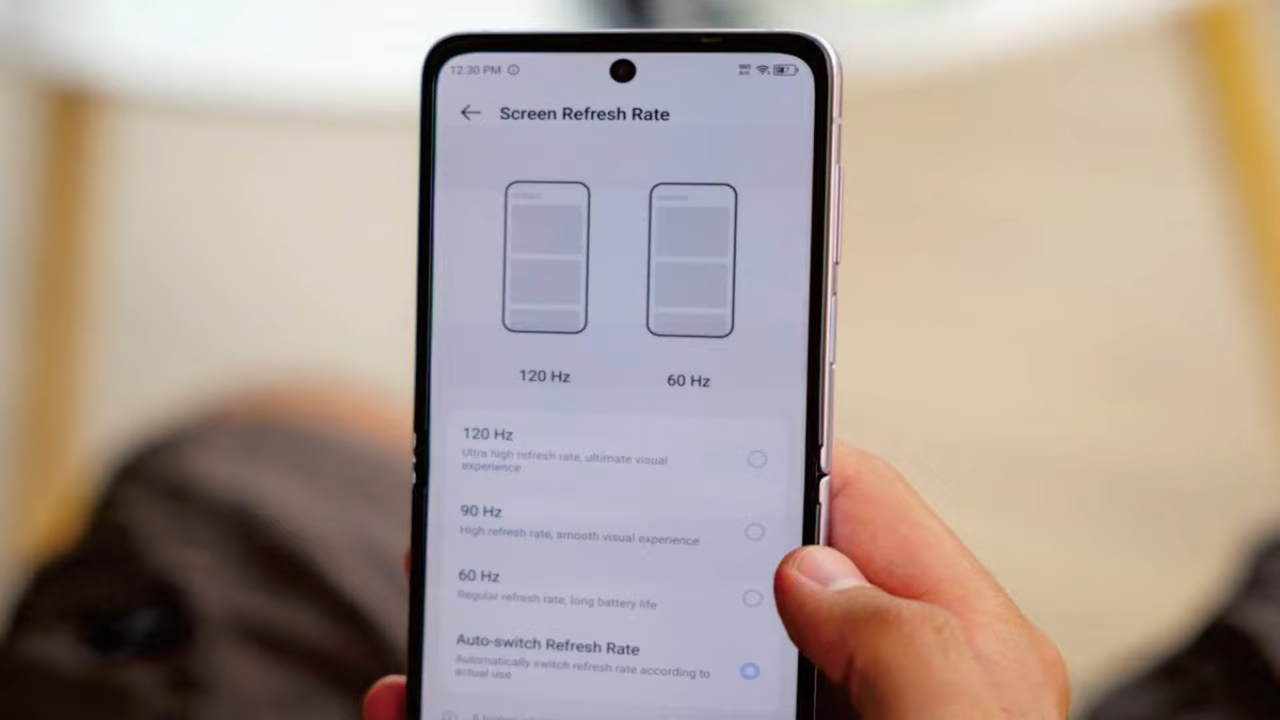 12:30 PM
Screen Refresh Rate
120 Hz
60 Hz
120 Hz
Ultra high refresh rate, ultimate visual
experience
90 Hz
High refresh rate, smooth visual experience
60 Hz
Regular refresh rate, long battery life
Auto-switch Refresh Rate
Automatically switch refresh rate according to
actual use